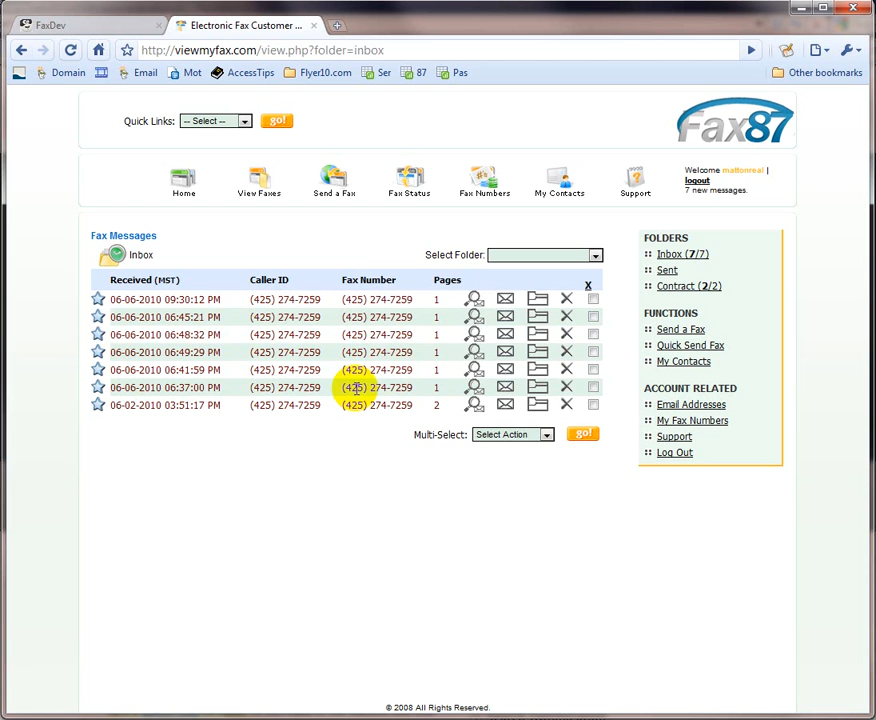 FaxDev
Electronic Fax Customer ...
http://viewmyfax.com/view.php?folder=inbox
Domain Email Mot AccessTips Flyer10.com Ser 87 Pas Other bookmarks
Quick Links: -- Select -- go!
Fax87
Home View Faxes Send a Fax Fax Status Fax Numbers My Contacts Support
Welcome mattonreal |
logout
7 new messages.
Fax Messages
Inbox
Select Folder:
Received (MST) Caller ID Fax Number Pages X
06-06-2010 09:30:12 PM (425) 274-7259 (425) 274-7259 1
06-06-2010 06:45:21 PM (425) 274-7259 (425) 274-7259 1
06-06-2010 06:48:32 PM (425) 274-7259 (425) 274-7259 1
06-06-2010 06:49:29 PM (425) 274-7259 (425) 274-7259 1
06-06-2010 06:41:59 PM (425) 274-7259 (425) 274-7259 1
06-06-2010 06:37:00 PM (425) 274-7259 (425) 274-7259 1
06-02-2010 03:51:17 PM (425) 274-7259 (425) 274-7259 2
Multi-Select: Select Action go!
FOLDERS
:: Inbox (7/7)
:: Sent
:: Contract (2/2)
FUNCTIONS
:: Send a Fax
:: Quick Send Fax
:: My Contacts
ACCOUNT RELATED
:: Email Addresses
:: My Fax Numbers
:: Support
:: Log Out
© 2008 All Rights Reserved.